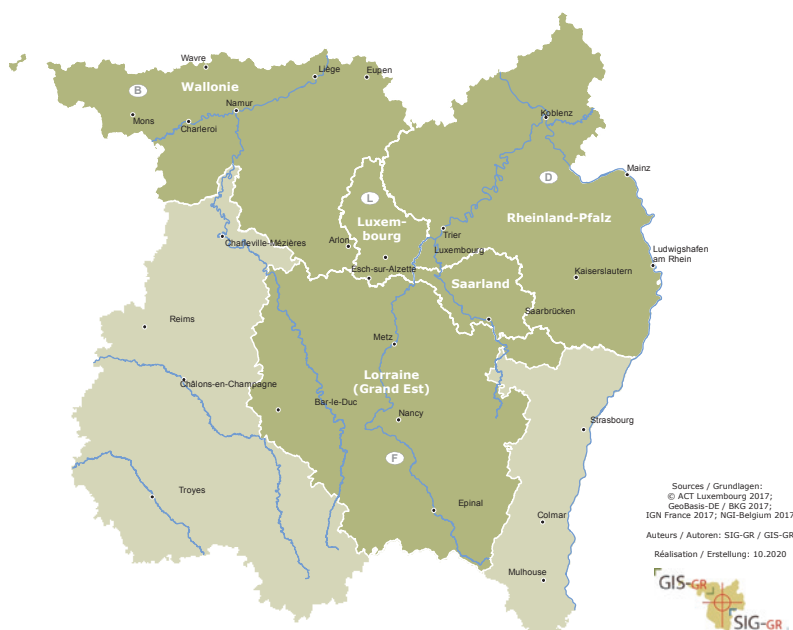 Wavre
Liège
Eupen
B
Wallonie
Namur
Mons
Charleroi
Koblenz
Mainz
L
D
Luxem-
bourg
Rheinland-Pfalz
Trier
Charleville-Mézières
Arlon
Luxembourg
Ludwigshafen
am Rhein
Esch-sur-Alzette
Kaiserslautern
Saarland
Saarbrücken
Reims
Metz
Lorraine
(Grand Est)
Châlons-en-Champagne
Bar-le-Duc
Nancy
Strasbourg
F
Troyes
Epinal
Colmar
Mulhouse
Sources / Grundlagen:
© ACT Luxembourg 2017;
GeoBasis-DE / BKG 2017;
IGN France 2017; NGI-Belgium 2017
Auteurs / Autoren: SIG-GR / GIS-GR
Réalisation / Erstellung: 10.2020
GIS-GR
SIG-GR